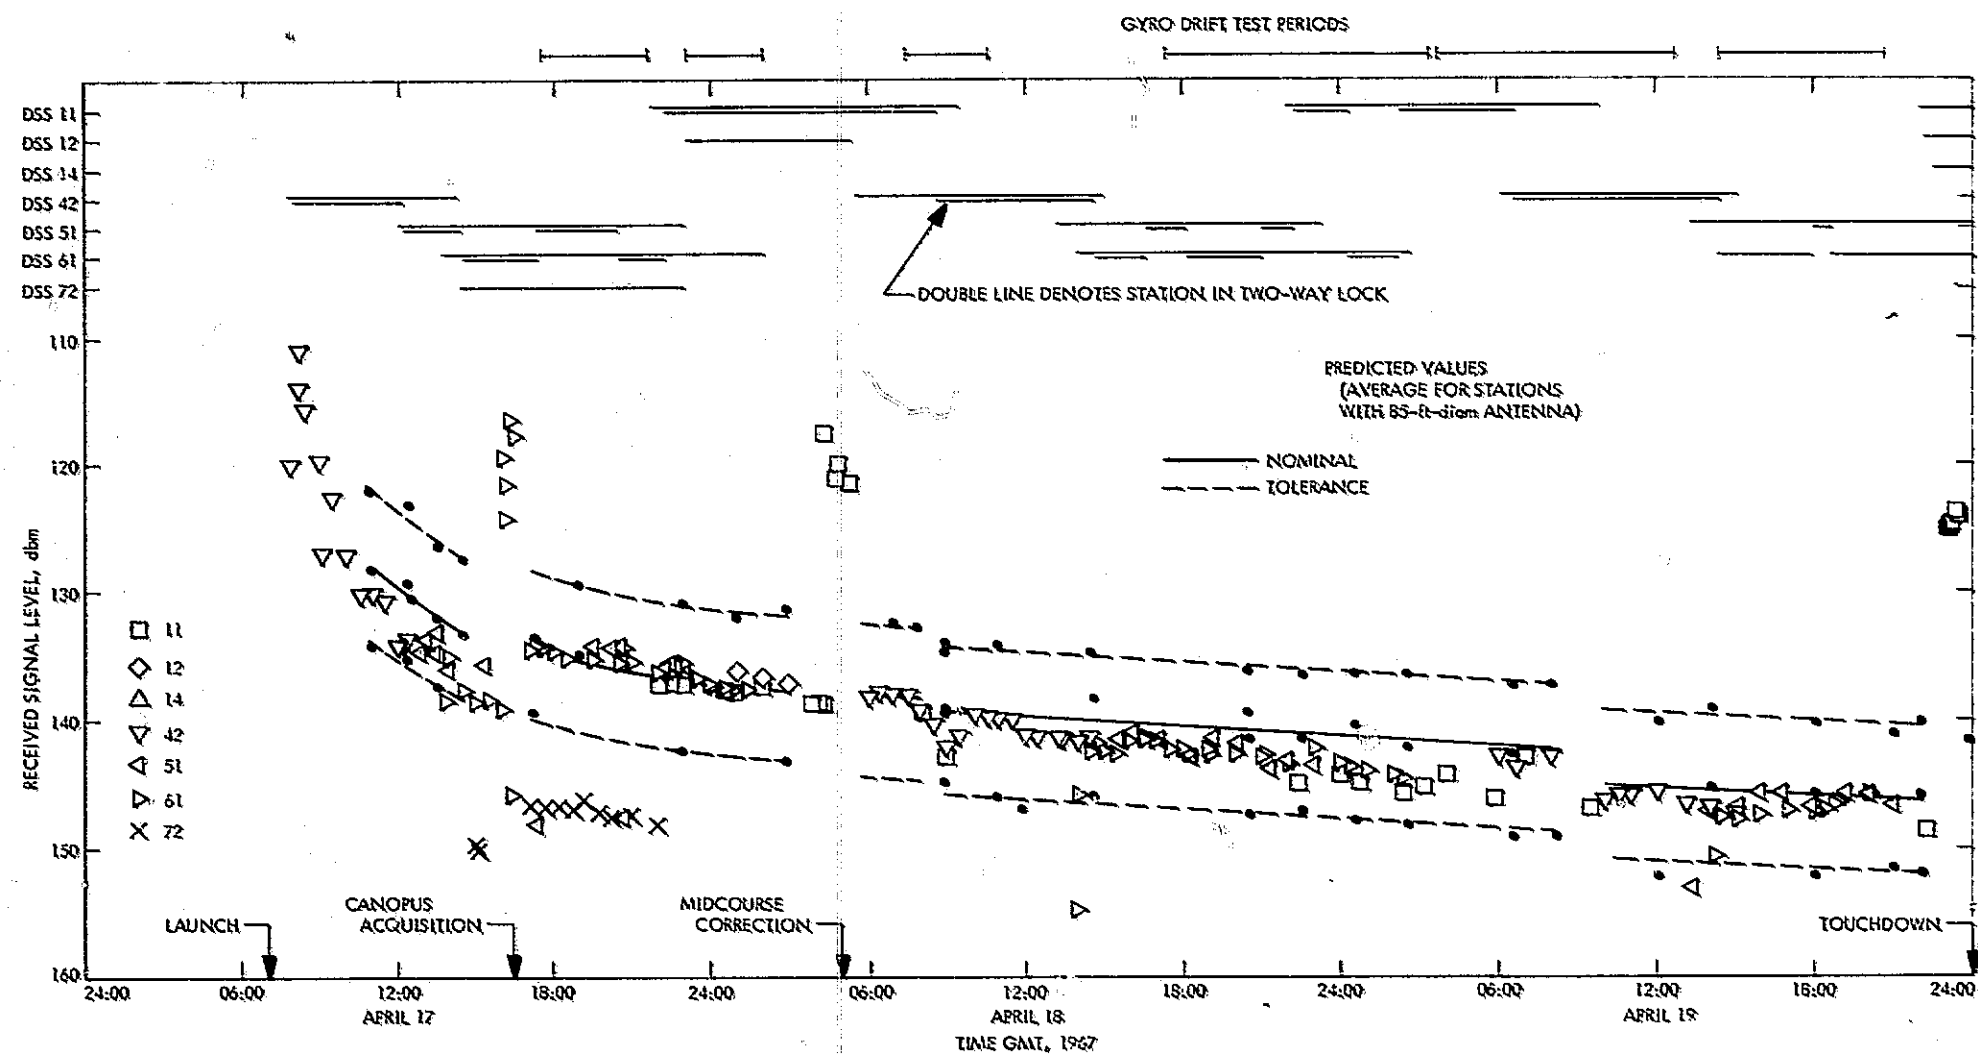 GYRO DRIFT TEST PERIODS
DSS 11
DSS 12
DSS 14
DSS 42
DSS 51
DSS 61
DSS 72
DOUBLE LINE DENOTES STATION IN TWO-WAY LOCK
110
120
130
140
150
160
RECEIVED SIGNAL LEVEL, dbm
PREDICTED VALUES
(AVERAGE FOR STATIONS
WITH 85-ft-diam ANTENNA)
NOMINAL
TOLERANCE
11
12
14
42
51
61
72
LAUNCH
CANOPUS
ACQUISITION
MIDCOURSE
CORRECTION
TOUCHDOWN
24:00 06:00 12:00 18:00 24:00 06:00 12:00 18:00 24:00 06:00 12:00 18:00 24:00
APRIL 17 APRIL 18 APRIL 19
TIME GMT, 1967